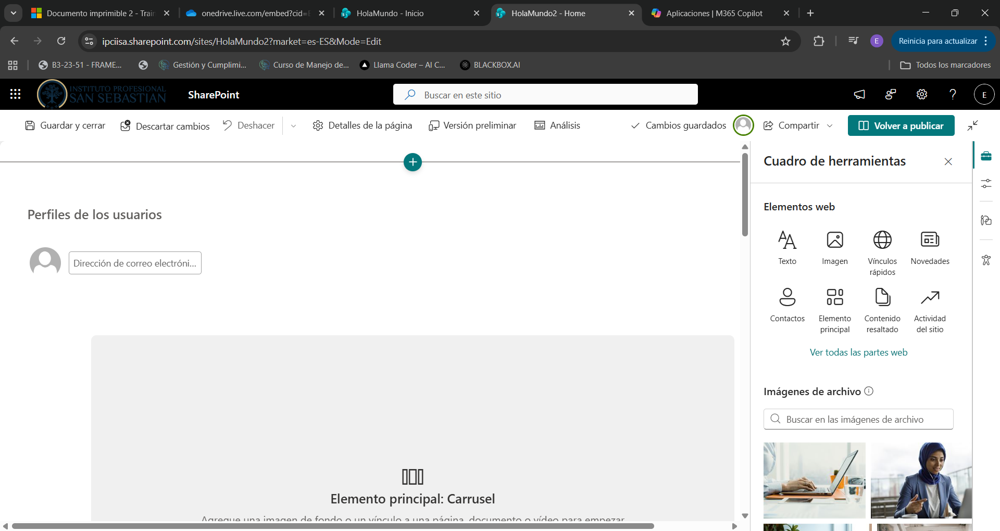 Documento imprimible 2 - Train
onedrive.live.com/embed?cid=
HolaMundo - Inicio
HolaMundo2 - Home
Aplicaciones | M365 Copilot
ipciisa.sharepoint.com/sites/HolaMundo2?market=es-ES&Mode=Edit
E
Reinicia para actualizar
B3-23-51 - FRAME...
Gestión y Cumplimi...
Curso de Manejo de...
Llama Coder – AI C...
BLACKBOX.AI
Todos los marcadores
INSTITUTO PROFESIONAL
SAN SEBASTIAN
SharePoint
Buscar en este sitio
E
Guardar y cerrar
Descartar cambios
Deshacer
Detalles de la página
Versión preliminar
Análisis
Cambios guardados
Compartir
Volver a publicar
Perfiles de los usuarios
Dirección de correo electróni...
Elemento principal: Carrusel
Agregue una imagen de fondo o un vínculo a una página, documento o vídeo para empezar
Cuadro de herramientas
Elementos web
Texto
Imagen
Vínculos
rápidos
Novedades
Contactos
Elemento
principal
Contenido
resaltado
Actividad
del sitio
Ver todas las partes web
Imágenes de archivo
Buscar en las imágenes de archivo